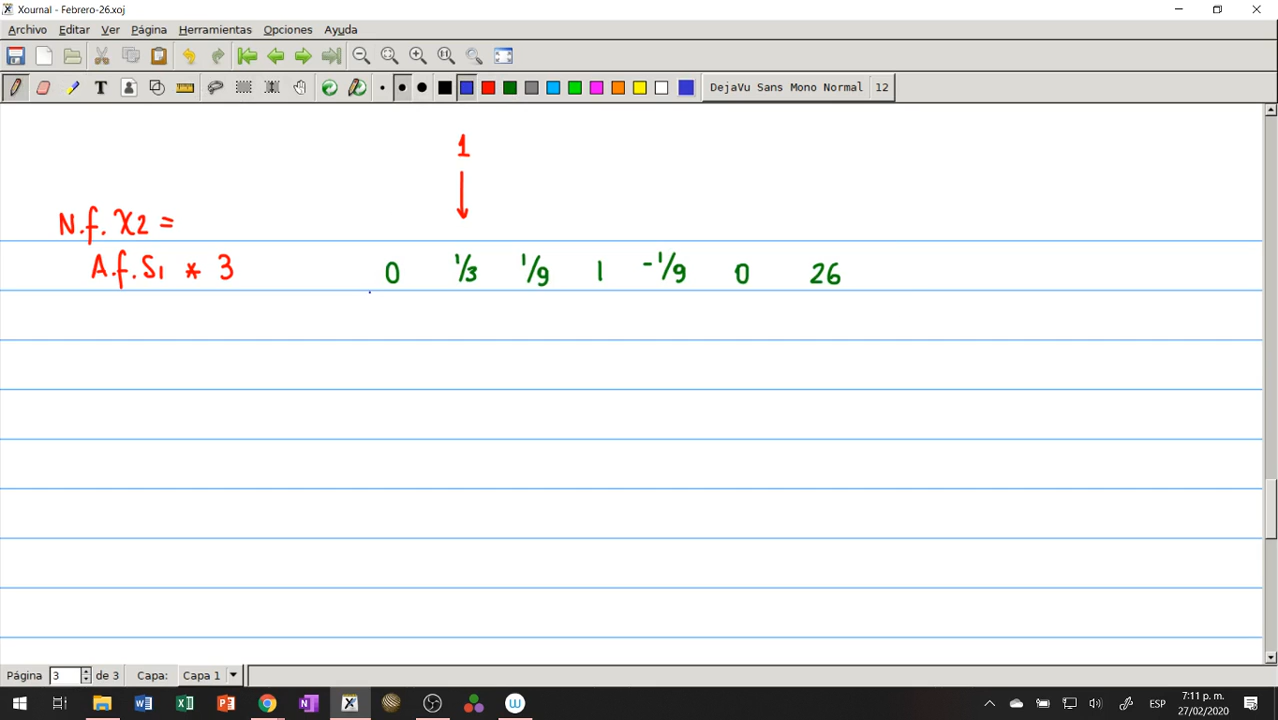 Xournal - Febrero-26.xoj
Archivo Editar Ver Página Herramientas Opciones Ayuda
DejaVu Sans Mono Normal 12
1
N.f. X2 =
A.f. S1 * 3 0 1/3 1/9 1 -1/9 0 26
Página 3 de 3 Capa: Capa 1
ESP 7:11 p. m.
27/02/2020